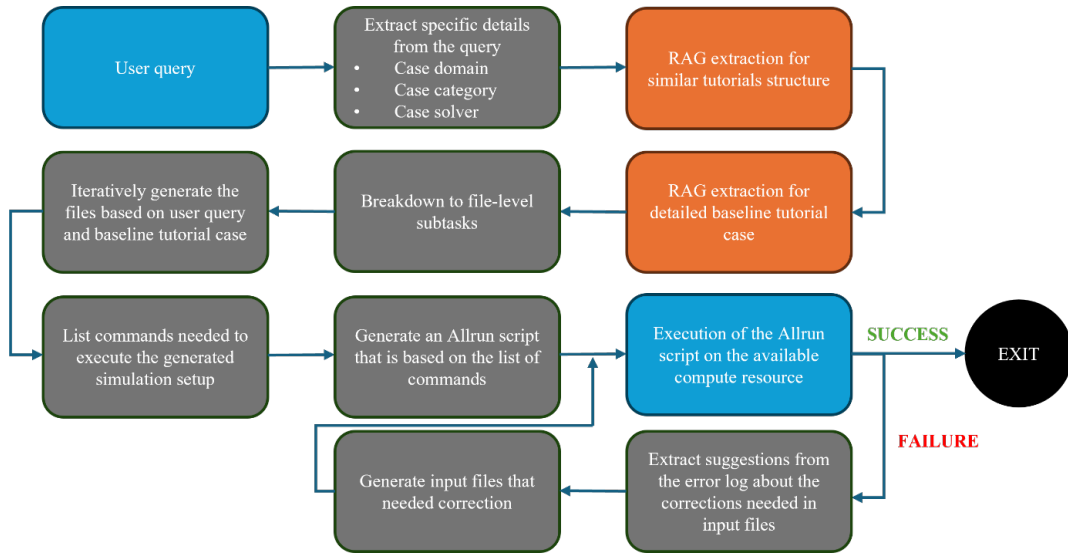 User query
Extract specific details
from the query
• Case domain
• Case category
• Case solver
RAG extraction for
similar tutorials structure
Iteratively generate the
files based on user query
and baseline tutorial case
Breakdown to file-level
subtasks
RAG extraction for
detailed baseline tutorial
case
List commands needed to
execute the generated
simulation setup
Generate an Allrun script
that is based on the list of
commands
Execution of the Allrun
script on the available
compute resource
SUCCESS
EXIT
FAILURE
Generate input files that
needed correction
Extract suggestions from
the error log about the
corrections needed in
input files